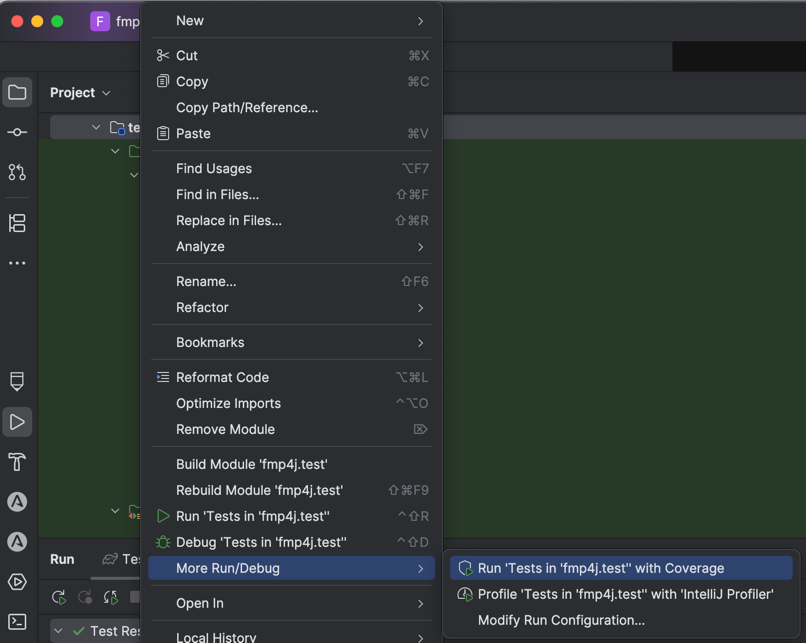 F fmp
Project
te
New
Cut ⌘X
Copy ⌘C
Copy Path/Reference...
Paste ⌘V
Find Usages ⌥F7
Find in Files... ⇧⌘F
Replace in Files... ⇧⌘R
Analyze
Rename... ⇧F6
Refactor
Bookmarks
Reformat Code ⌥⌘L
Optimize Imports ^⌥O
Remove Module ⌦
Build Module 'fmp4j.test'
Rebuild Module 'fmp4j.test' ⇧⌘F9
Run 'Tests in 'fmp4j.test'' ^⇧R
Debug 'Tests in 'fmp4j.test'' ^⇧D
More Run/Debug
Run 'Tests in 'fmp4j.test'' with Coverage
Profile 'Tests in 'fmp4j.test'' with 'IntelliJ Profiler'
Modify Run Configuration...
Open In
Local History
Run Te
Test Res